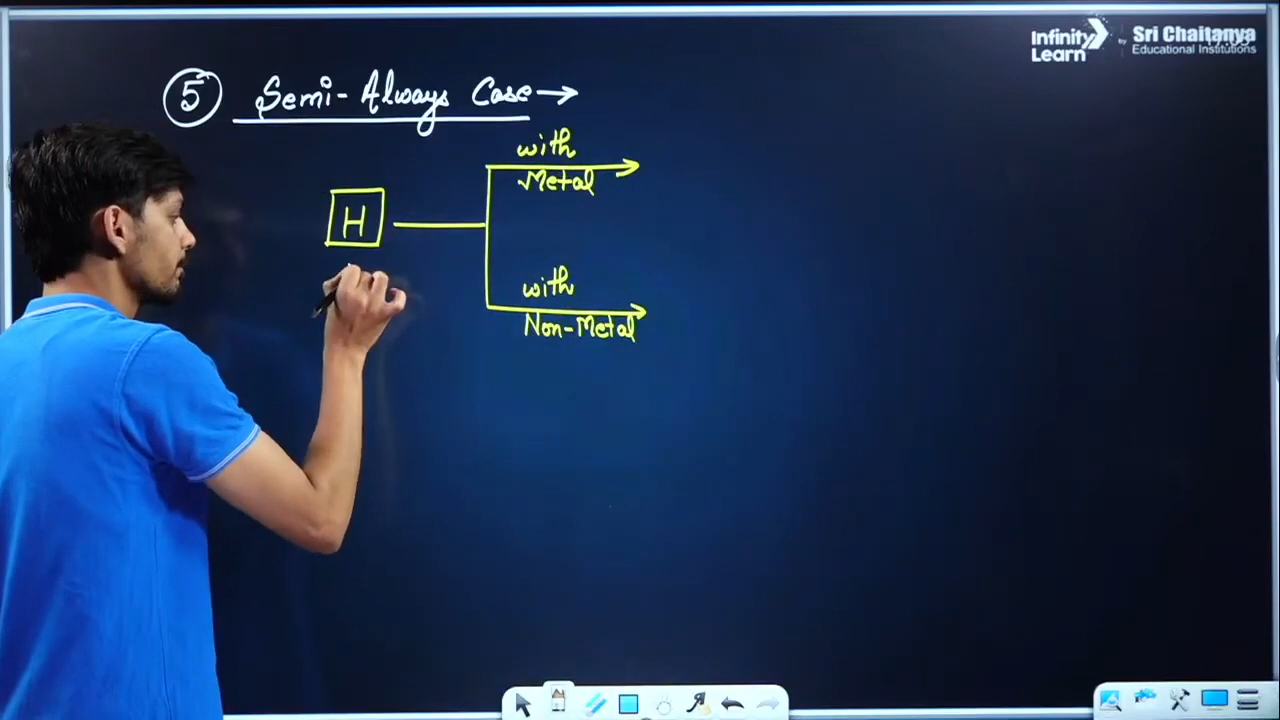 Infinity Learn by Sri Chaitanya Educational Institutions
5 Semi-Always Case →
with
Metal
H
with
Non-Metal